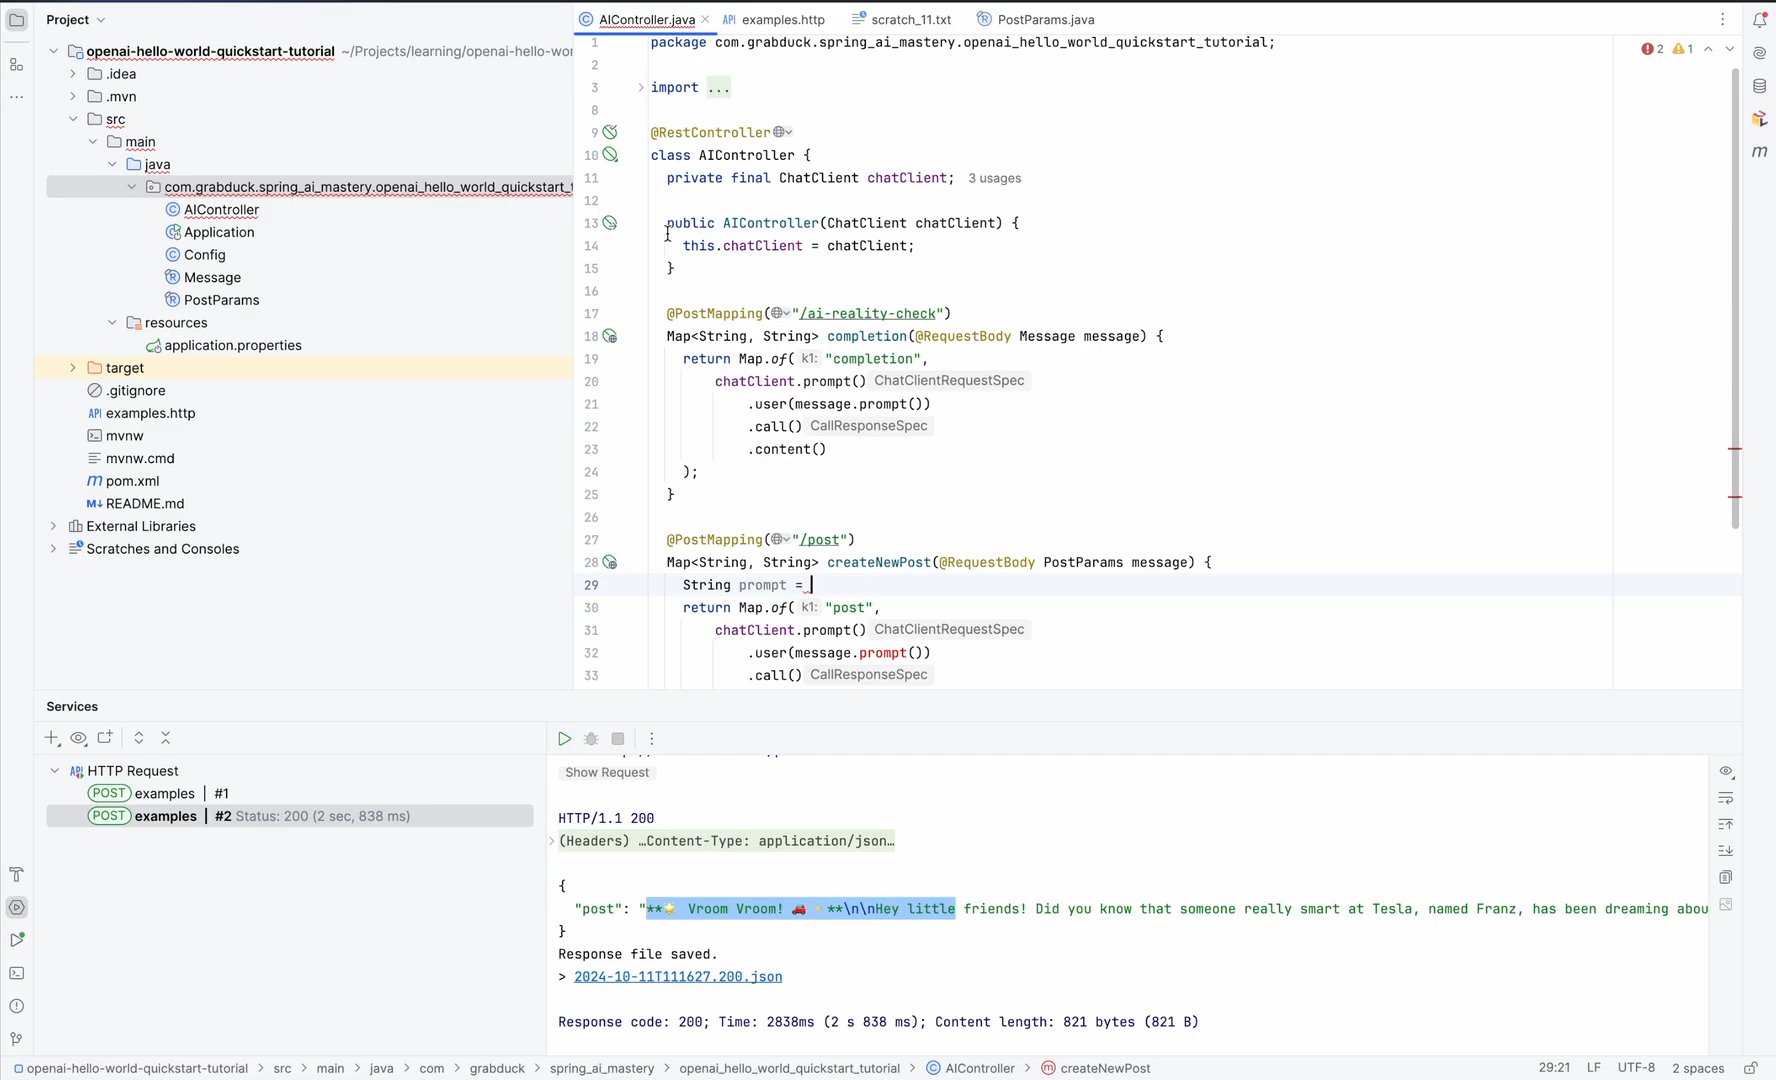 Project
openai-hello-world-quickstart-tutorial ~/Projects/learning/openai-hello-wor
.idea
.mvn
src
main
java
com.grabduck.spring_ai_mastery.openai_hello_world_quickstart_t
AIController
Application
Config
Message
PostParams
resources
application.properties
target
.gitignore
API examples.http
mvnw
mvnw.cmd
m pom.xml
M↓ README.md
External Libraries
Scratches and Consoles
AIController.java
API examples.http
scratch_11.txt
PostParams.java
2 1
1 package com.grabduck.spring_ai_mastery.openai_hello_world_quickstart_tutorial;
2
3 import ...
8
9 @RestController
10 class AIController {
11 private final ChatClient chatClient; 3 usages
12
13 public AIController(ChatClient chatClient) {
14 this.chatClient = chatClient;
15 }
16
17 @PostMapping("/ai-reality-check")
18 Map<String, String> completion(@RequestBody Message message) {
19 return Map.of( k1: "completion",
20 chatClient.prompt() ChatClientRequestSpec
21 .user(message.prompt())
22 .call() CallResponseSpec
23 .content()
24 );
25 }
26
27 @PostMapping("/post")
28 Map<String, String> createNewPost(@RequestBody PostParams message) {
29 String prompt =
30 return Map.of( k1: "post",
31 chatClient.prompt() ChatClientRequestSpec
32 .user(message.prompt())
33 .call() CallResponseSpec
Services
API HTTP Request
POST examples | #1
POST examples | #2 Status: 200 (2 sec, 838 ms)
Show Request
HTTP/1.1 200
(Headers) …Content-Type: application/json…
{
"post": "**🌟 Vroom Vroom! 🚗 ✨**\n\nHey little friends! Did you know that someone really smart at Tesla, named Franz, has been dreaming abou
}
Response file saved.
> 2024-10-11T111627.200.json
Response code: 200; Time: 2838ms (2 s 838 ms); Content length: 821 bytes (821 B)
openai-hello-world-quickstart-tutorial > src > main > java > com > grabduck > spring_ai_mastery > openai_hello_world_quickstart_tutorial > AIController > createNewPost
29:21 LF UTF-8 2 spaces